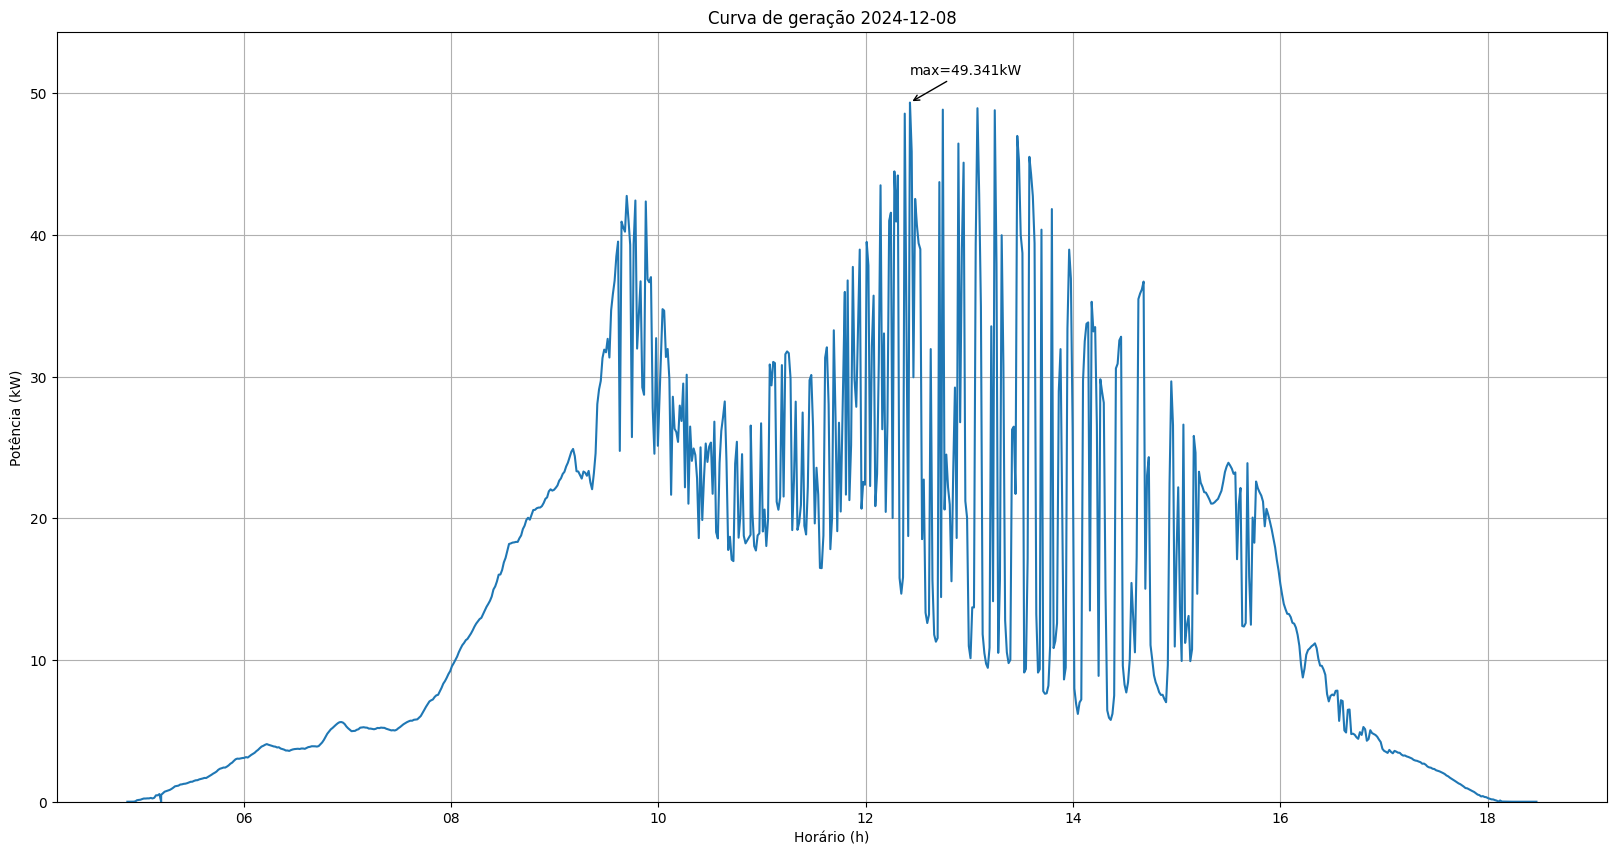 Curva de geração 2024-12-08
max=49.341kW
50
40
30
20
10
0
Potência (kW)
06 08 10 12 14 16 18
Horário (h)